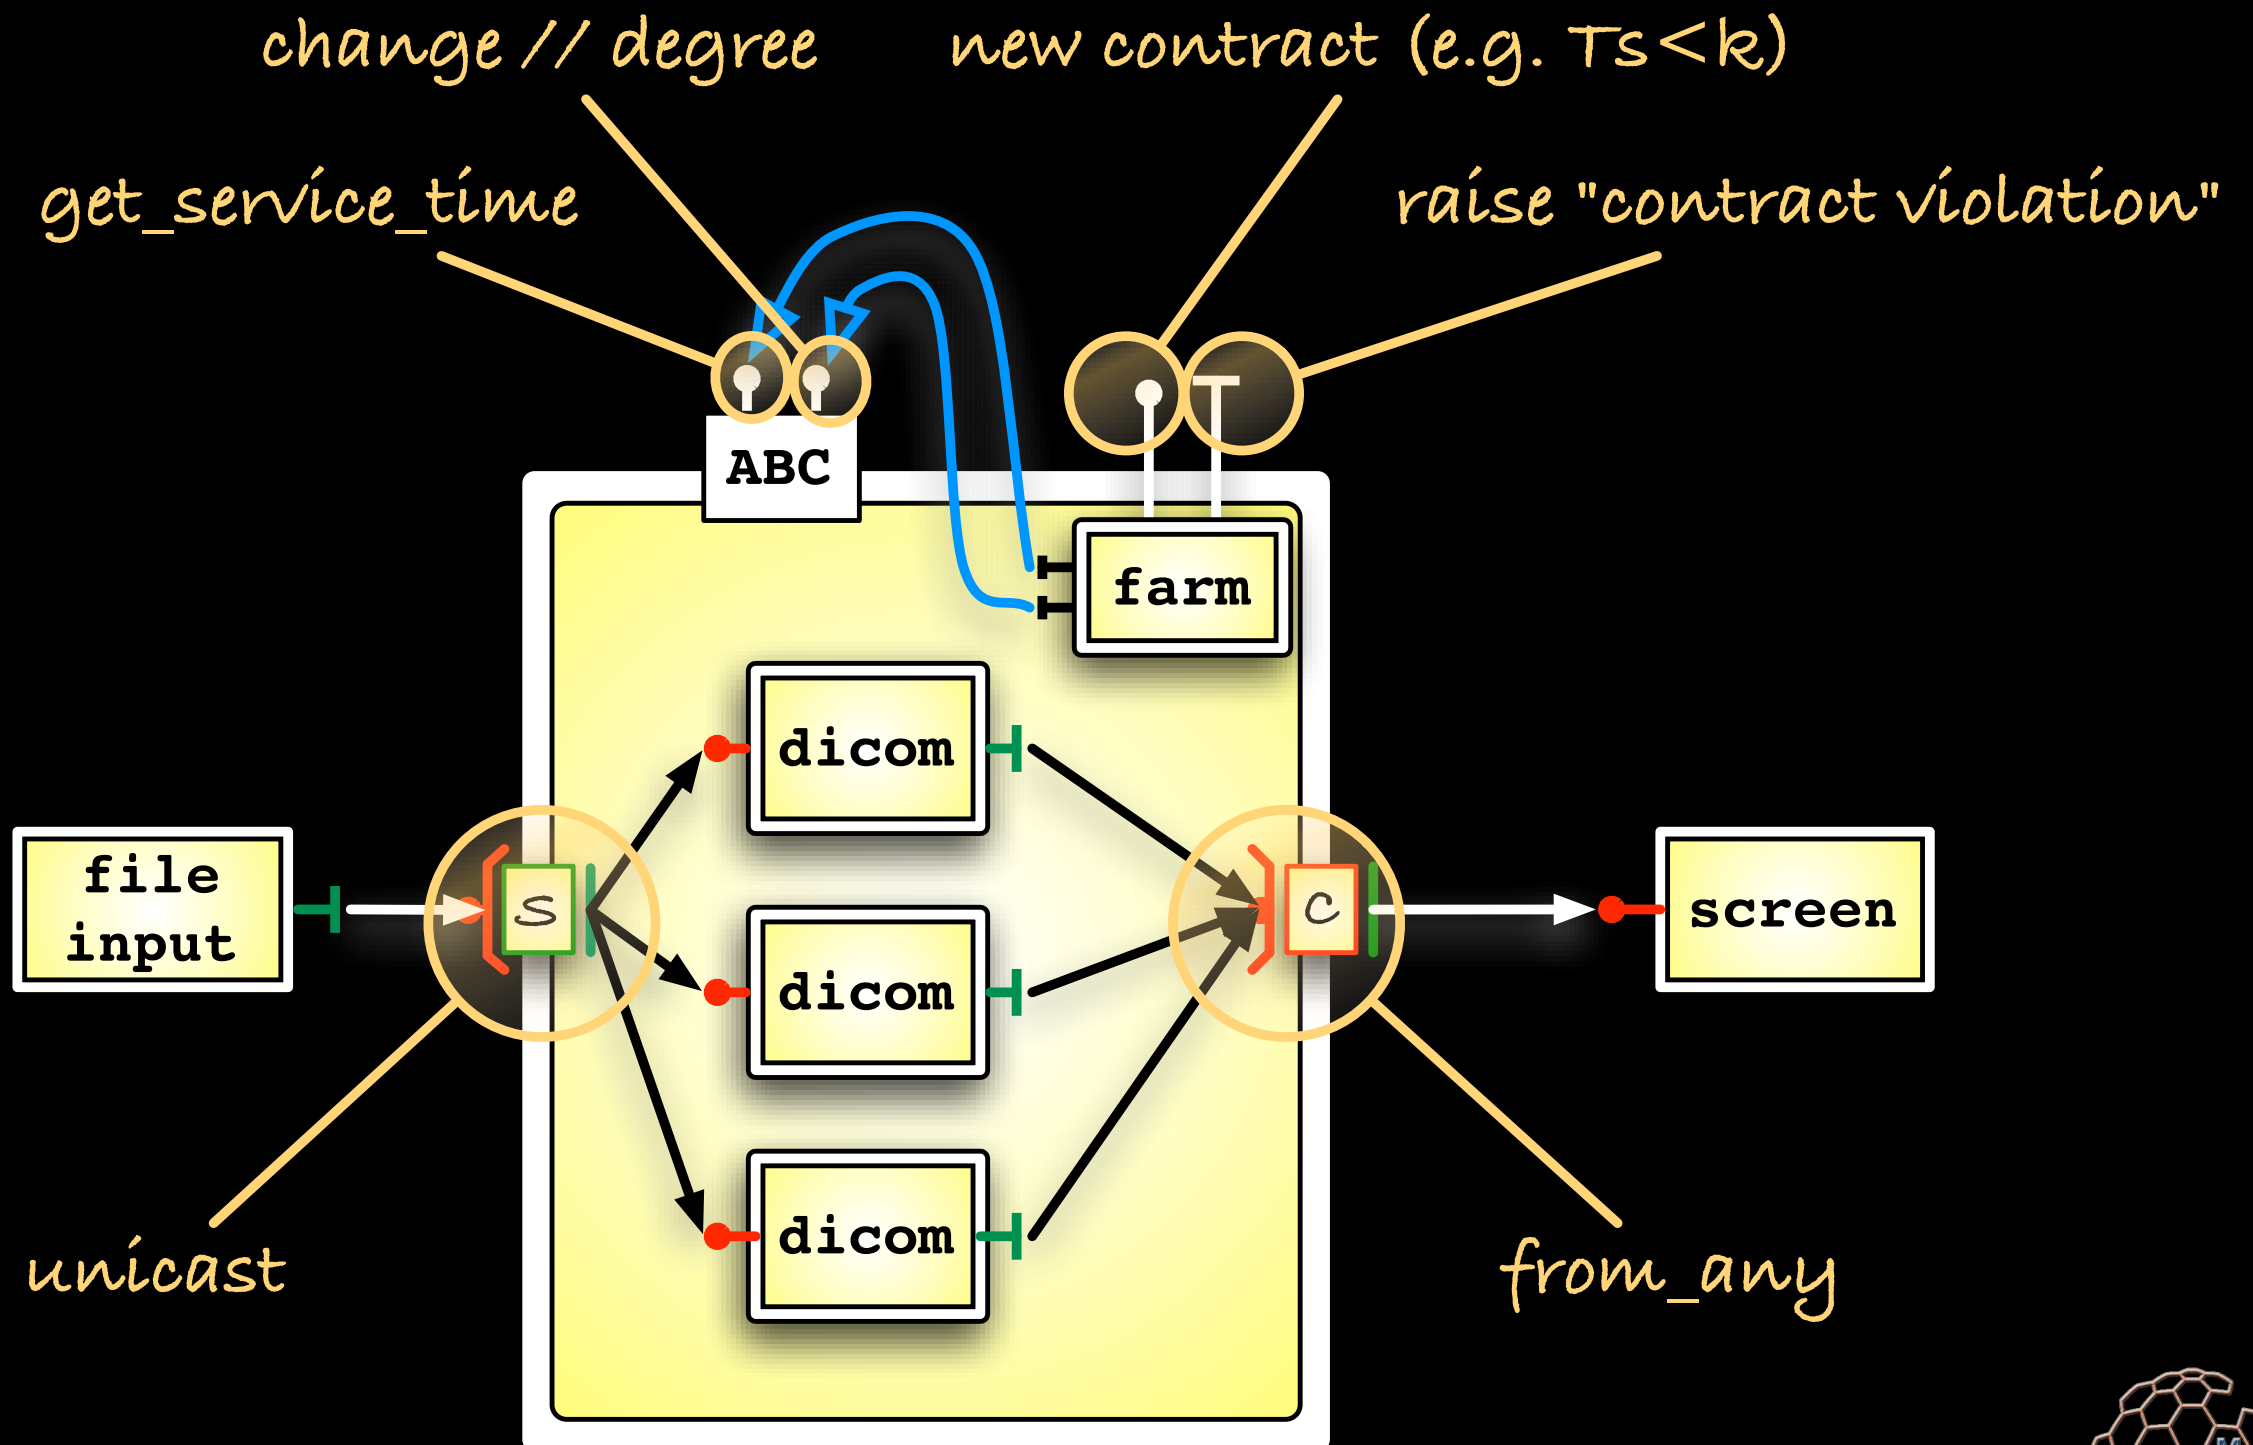 change // degree
new contract (e.g. Ts<k)
get_service_time
raise "contract violation"
ABC
farm
dicom
file
input
S
dicom
C
screen
dicom
unicast
from_any
M